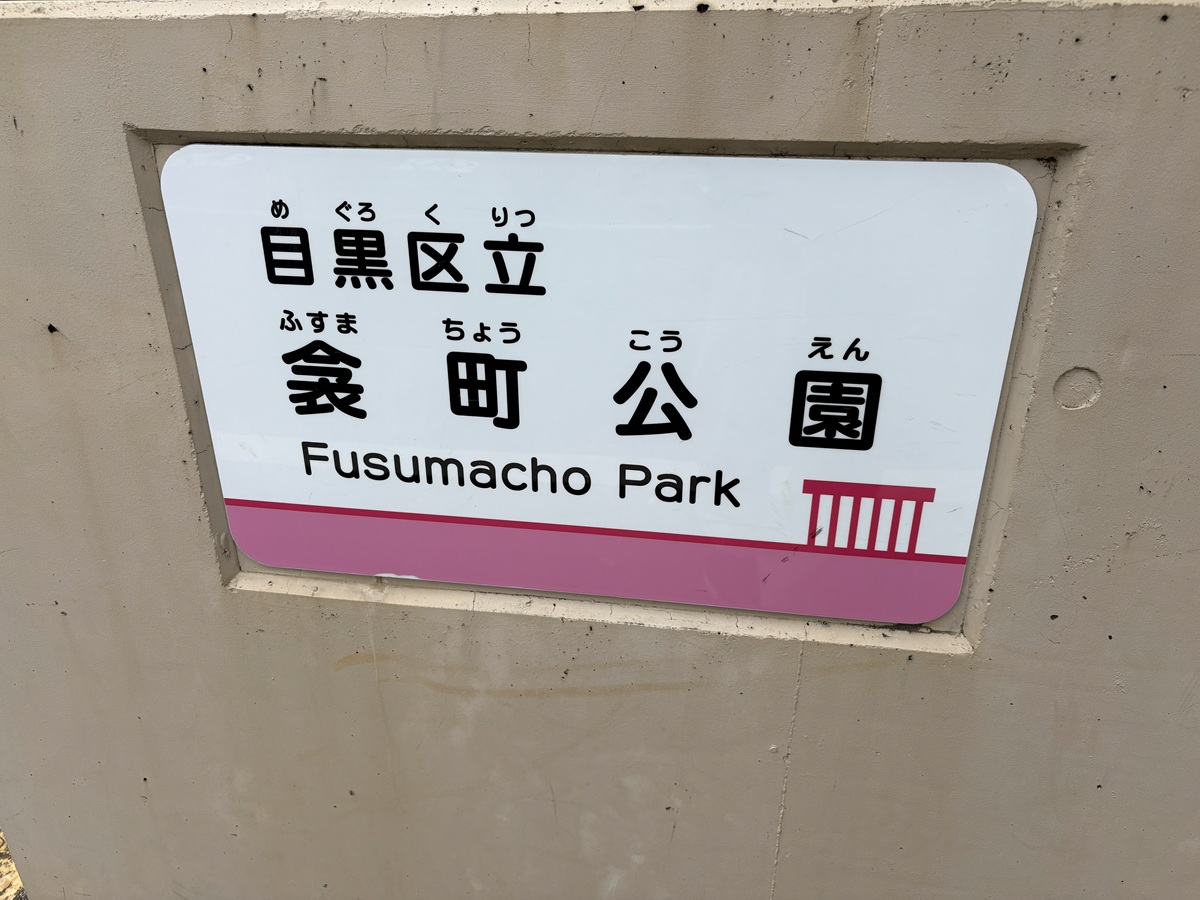 め ぐろ く りつ
目黒区立
ふすま ちょう こう えん
衾町公園
Fusumacho Park